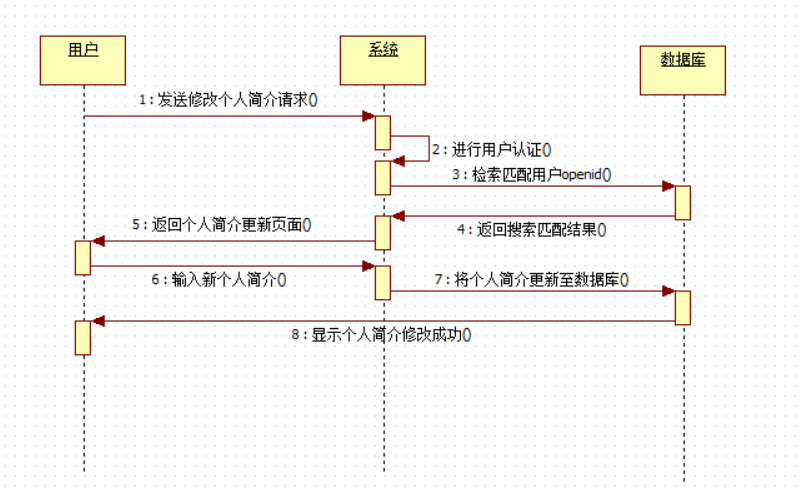 用户
系统
数据库
1 : 发送修改个人简介请求()
2 : 进行用户认证()
3 : 检索匹配用户openid()
4 : 返回搜索匹配结果()
5 : 返回个人简介更新页面()
6 : 输入新个人简介()
7 : 将个人简介更新至数据库()
8 : 显示个人简介修改成功()